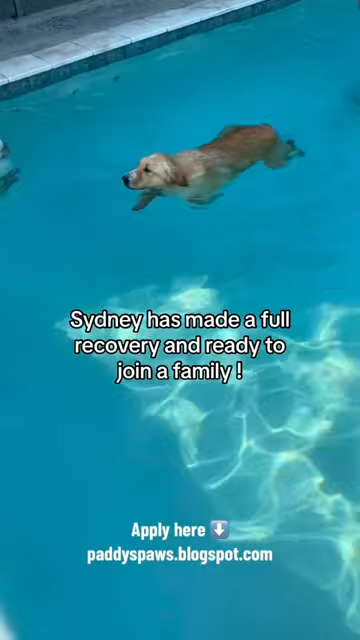 Sydney has made a full
recovery and ready to
join a family !
Apply here ⬇️
paddyspaws.blogspot.com